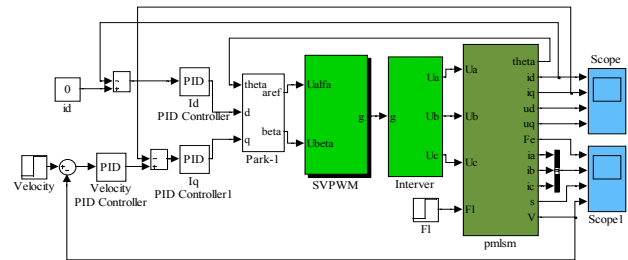 0
id
PID
Id
PID Controller
Velocity
PID
Velocity
PID Controller
PID
Iq
PID Controller1
theta
d
q
aref
beta
Park-1
Ualfa
Ubeta
g
SVPWM
g
Ua
Ub
Uc
Interver
Fl
Ua
Ub
Uc
Fl
theta
id
iq
ud
uq
Fe
ia
ib
ic
s
V
pmlsm
Scope
Scope1